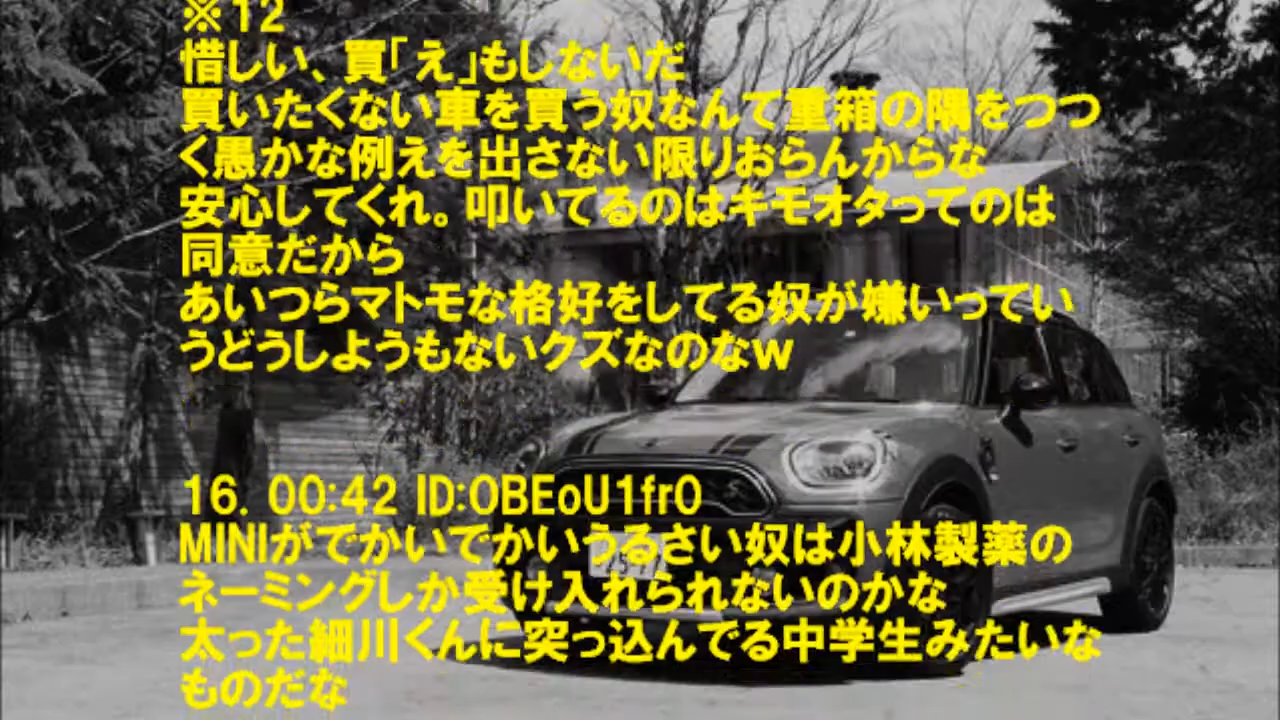 ※12
惜しい、買「え」もしないだ
買いたくない車を買う奴なんて重箱の隅をつつ
く愚かな例えを出さない限りおらんからな
安心してくれ。叩いてるのはキモオタってのは
同意だから
あいつらマトモな格好をしてる奴が嫌いってい
うどうしようもないクズなのなw
16. 00:42 ID:OBEoU1fr0
MINIがでかいでかいうるさい奴は小林製薬の
ネーミングしか受け入れられないのかな
太った細川くんに突っ込んでる中学生みたいな
ものだな